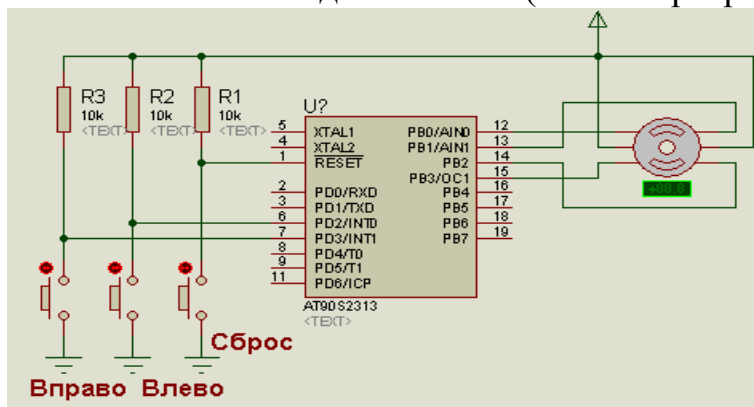 R3
10k
<TEXT>
R2
10k
<TEXT>
R1
10k
<TEXT>
U?
5 XTAL1
4 XTAL2
1 RESET
2 PD0/RXD
3 PD1/TXD
6 PD2/INT0
7 PD3/INT1
8 PD4/T0
9 PD5/T1
11 PD6/ICP
PB0/AIN0 12
PB1/AIN1 13
PB2 14
PB3/OC1 15
PB4 16
PB5 17
PB6 18
PB7 19
AT90S2313
<TEXT>
+88.8
Сброс
Вправо Влево